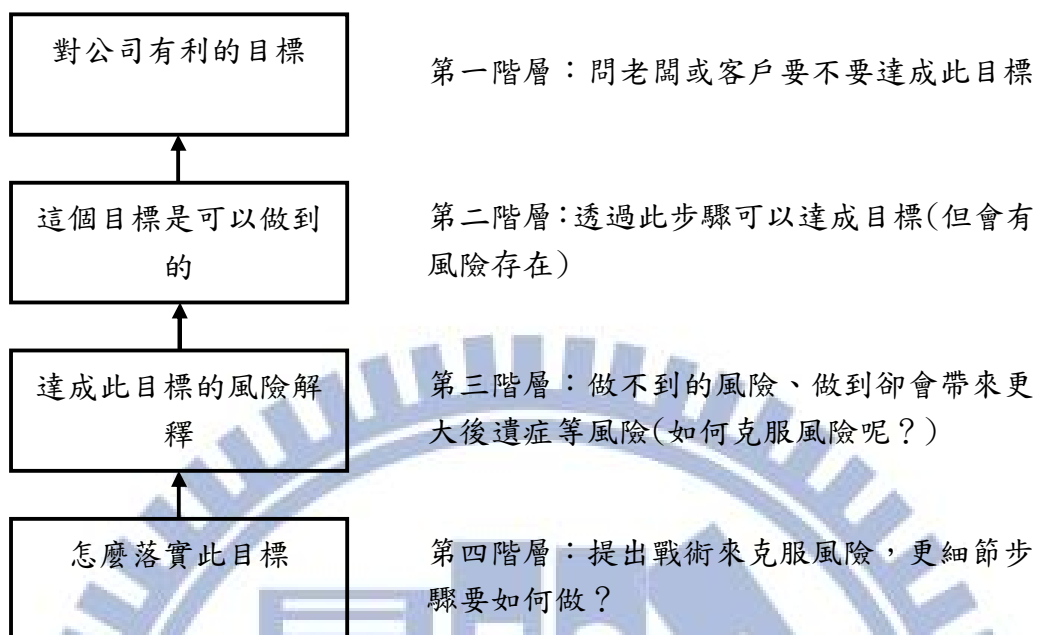 對公司有利的目標
第一階層：問老闆或客戶要不要達成此目標
這個目標是可以做到
的
第二階層：透過此步驟可以達成目標(但會有
風險存在)
達成此目標的風險解
釋
第三階層：做不到的風險、做到卻會帶來更
大後遺症等風險(如何克服風險呢？)
怎麼落實此目標
第四階層：提出戰術來克服風險，更細節步
驟要如何做？